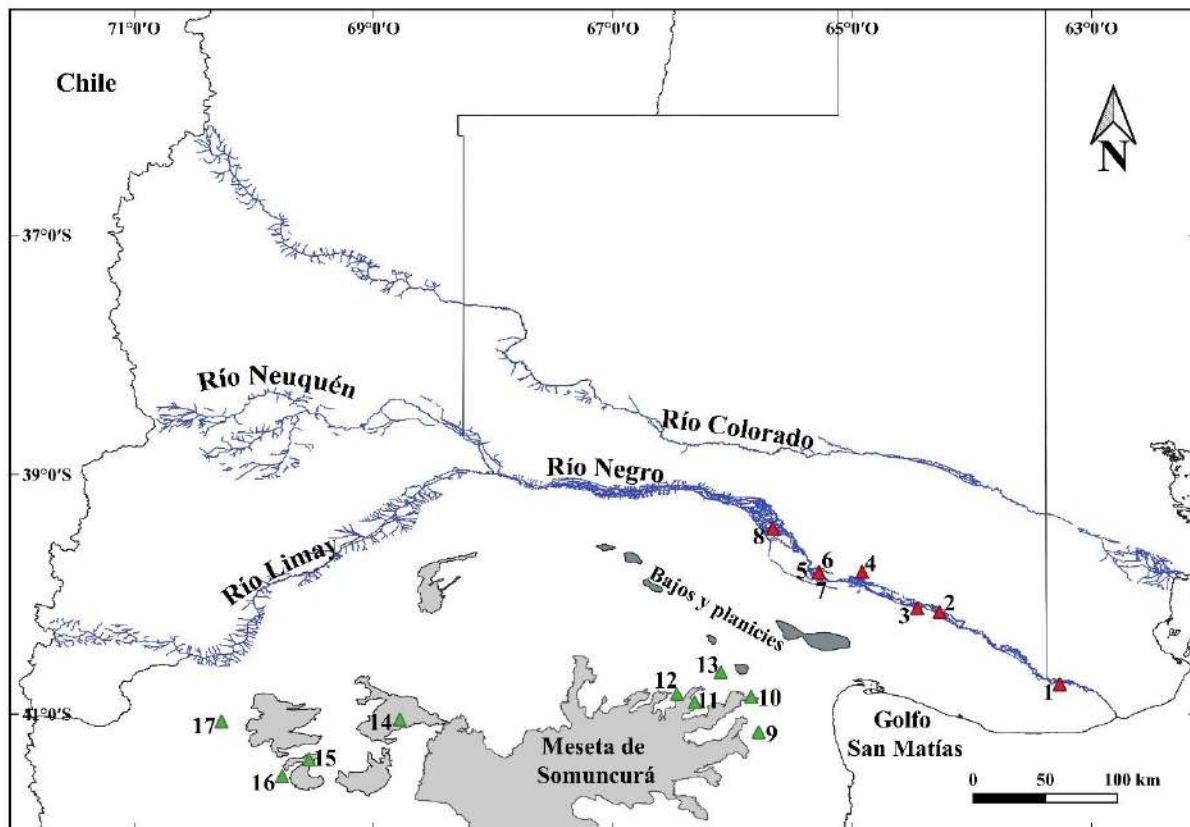 71°0'O 69°0'O 67°0'O 65°0'O 63°0'O
Chile
N
37°0'S
Río Neuquén
Río Colorado
39°0'S
Río Negro
Río Limay
8
6
5
7
4
3
2
1
Bajos y planicies
13
12
11
10
9
41°0'S
17
14
15
16
Meseta de
Somuncurá
Golfo
San Matías
0 50 100 km